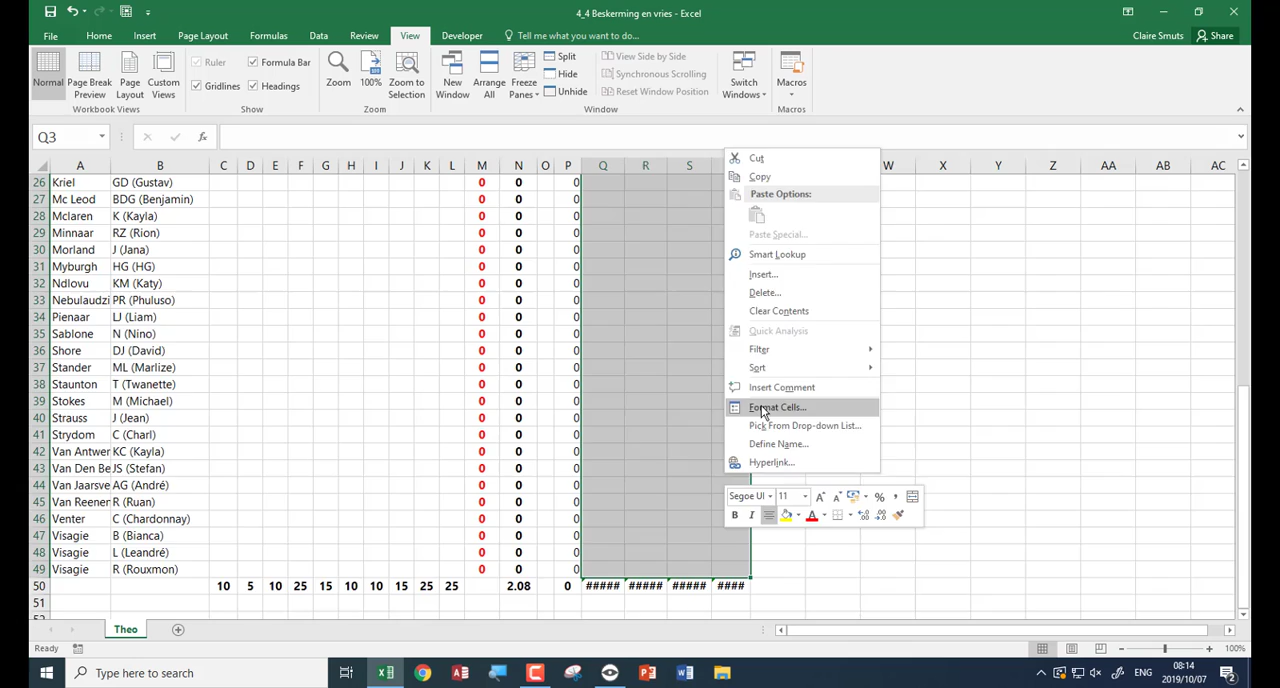 4_4 Beskerming en vries - Excel
File Home Insert Page Layout Formulas Data Review View Developer Tell me what you want to do... Claire Smuts Share
Normal Page Break Preview Page Layout Custom Views
Workbook Views
Ruler Formula Bar
Gridlines Headings
Show
Zoom 100% Zoom to Selection
Zoom
New Window Arrange All Freeze Panes
Split
Hide
Unhide
View Side by Side
Synchronous Scrolling
Reset Window Position
Window
Switch Windows
Macros
Macros
Q3 fx
A B C D E F G H I J K L M N O P Q R S W X Y Z AA AB AC
26 Kriel GD (Gustav) 0 0 0
27 Mc Leod BDG (Benjamin) 0 0 0
28 Mclaren K (Kayla) 0 0 0
29 Minnaar RZ (Rion) 0 0 0
30 Morland J (Jana) 0 0 0
31 Myburgh HG (HG) 0 0 0
32 Ndlovu KM (Katy) 0 0 0
33 Nebulaudzi PR (Phuluso) 0 0 0
34 Pienaar LJ (Liam) 0 0 0
35 Sablone N (Nino) 0 0 0
36 Shore DJ (David) 0 0 0
37 Stander ML (Marlize) 0 0 0
38 Staunton T (Twanette) 0 0 0
39 Stokes M (Michael) 0 0 0
40 Strauss J (Jean) 0 0 0
41 Strydom C (Charl) 0 0 0
42 Van Antwer KC (Kayla) 0 0 0
43 Van Den Be JS (Stefan) 0 0 0
44 Van Jaarsve AG (André) 0 0 0
45 Van Reenen R (Ruan) 0 0 0
46 Venter C (Chardonnay) 0 0 0
47 Visagie B (Bianca) 0 0 0
48 Visagie L (Leandré) 0 0 0
49 Visagie R (Rouxmon) 0 0 0
50 10 5 10 25 15 10 10 15 25 25 2.08 0 ##### ##### ##### ####
51
Cut
Copy
Paste Options:
Paste Special...
Smart Lookup
Insert...
Delete...
Clear Contents
Quick Analysis
Filter
Sort
Insert Comment
Format Cells...
Pick From Drop-down List...
Define Name...
Hyperlink...
Segoe UI 11 A A % ,
B I A
Theo
Ready 100%
Type here to search
ENG
08:14
2019/10/07
2